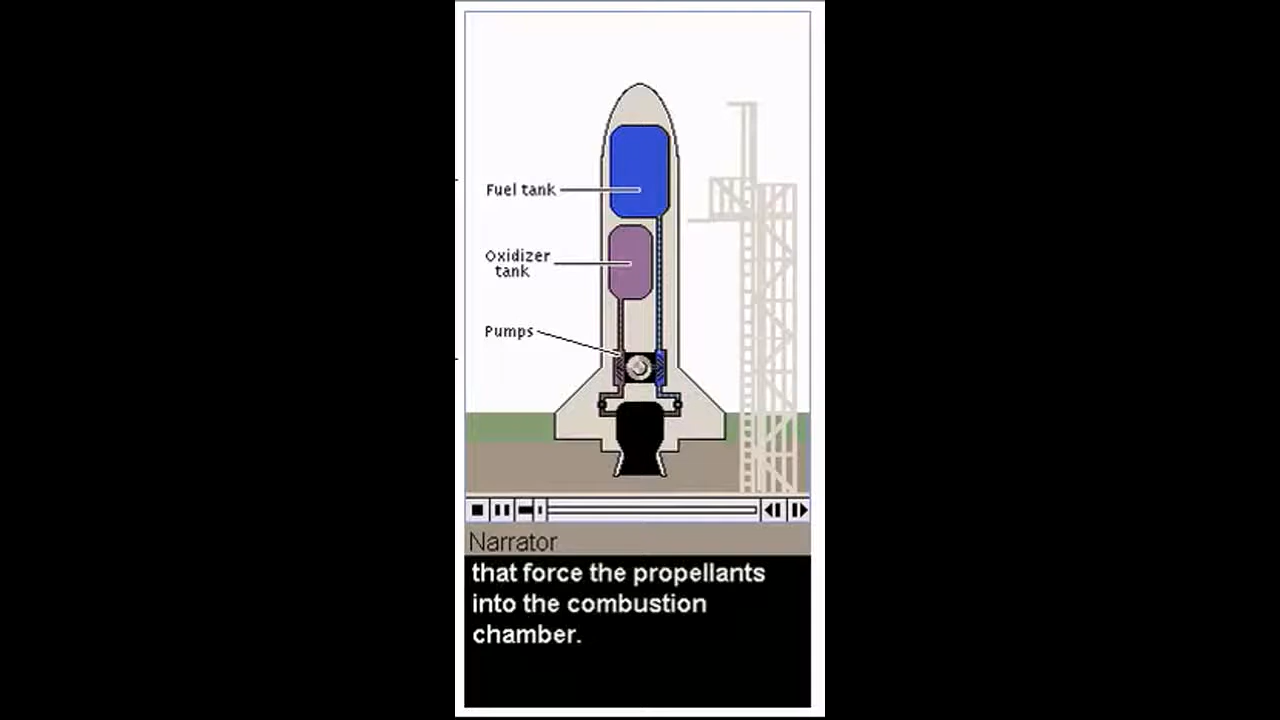 Fuel tank
Oxidizer
tank
Pumps
Narrator
that force the propellants
into the combustion
chamber.